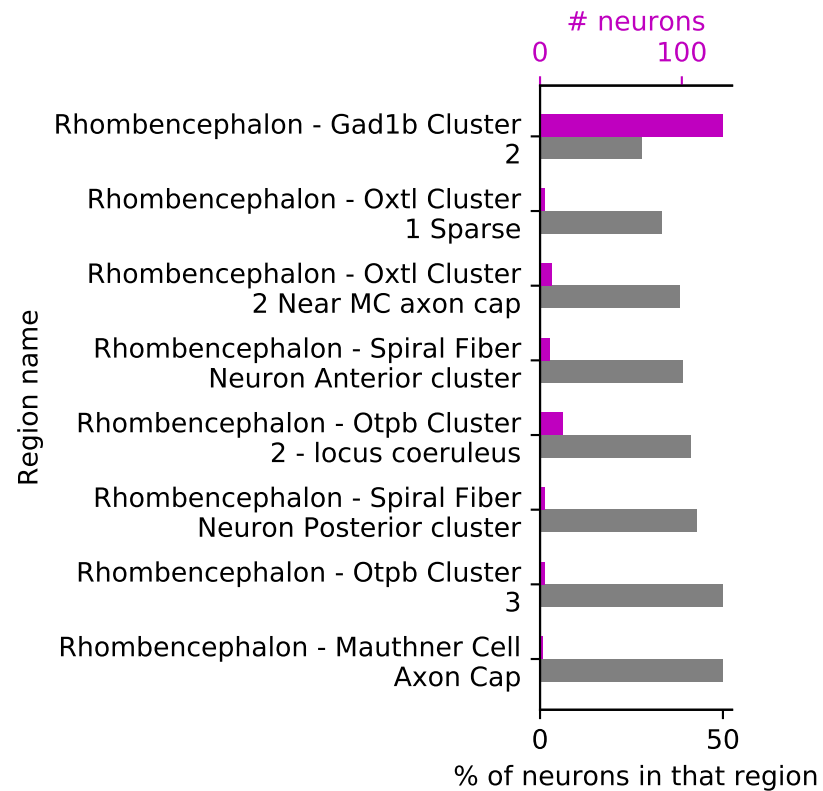 # neurons
0 100
Rhombencephalon - Gad1b Cluster
2
Rhombencephalon - Oxtl Cluster
1 Sparse
Rhombencephalon - Oxtl Cluster
2 Near MC axon cap
Rhombencephalon - Spiral Fiber
Neuron Anterior cluster
Rhombencephalon - Otpb Cluster
2 - locus coeruleus
Rhombencephalon - Spiral Fiber
Neuron Posterior cluster
Rhombencephalon - Otpb Cluster
3
Rhombencephalon - Mauthner Cell
Axon Cap
Region name
0 50
% of neurons in that region